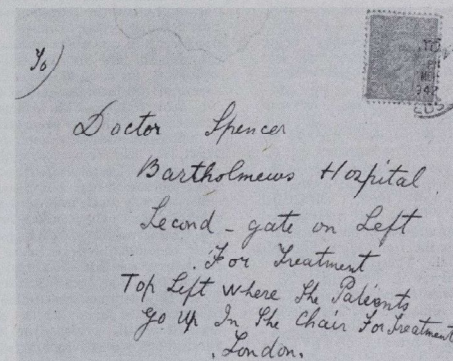 To
Doctor Spencer
Bartholmews Hospital
Second - gate on Left
For Treatment
Top Left Where The Patients
Go Up In The Chair For Treatment
London.